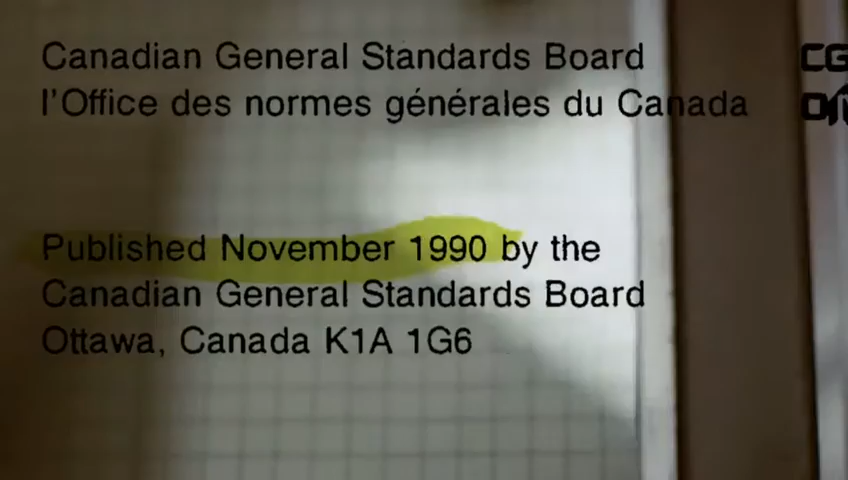 Canadian General Standards Board
l'Office des normes générales du Canada
Published November 1990 by the
Canadian General Standards Board
Ottawa, Canada K1A 1G6